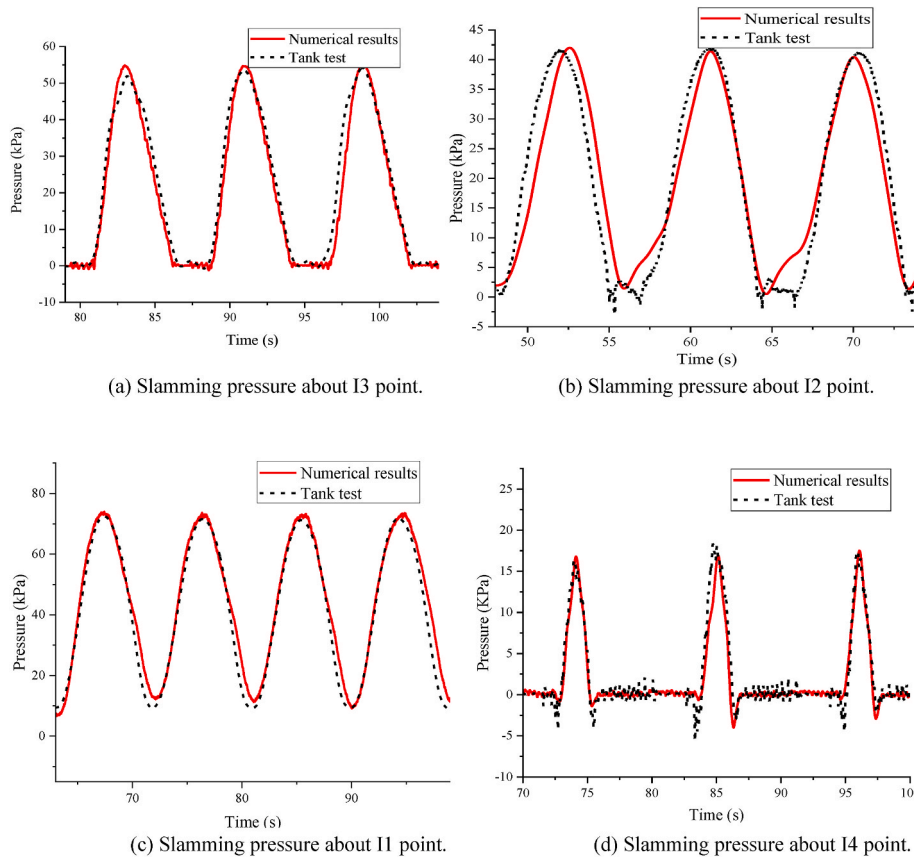 Numerical results
Tank test
60
50
40
30
20
10
0
-10
Pressure (kPa)
80 85 90 95 100
Time (s)
(a) Slamming pressure about I3 point.
Numerical results
Tank test
45
40
35
30
25
20
15
10
5
0
-5
Pressure (kPa)
50 55 60 65 70
Time (s)
(b) Slamming pressure about I2 point.
Numerical results
Tank test
80
60
40
20
0
Pressure (kPa)
70 80 90
Time (s)
(c) Slamming pressure about I1 point.
Numerical results
Tank test
25
20
15
10
5
0
-5
-10
Pressure (KPa)
70 75 80 85 90 95 100
Time (s)
(d) Slamming pressure about I4 point.